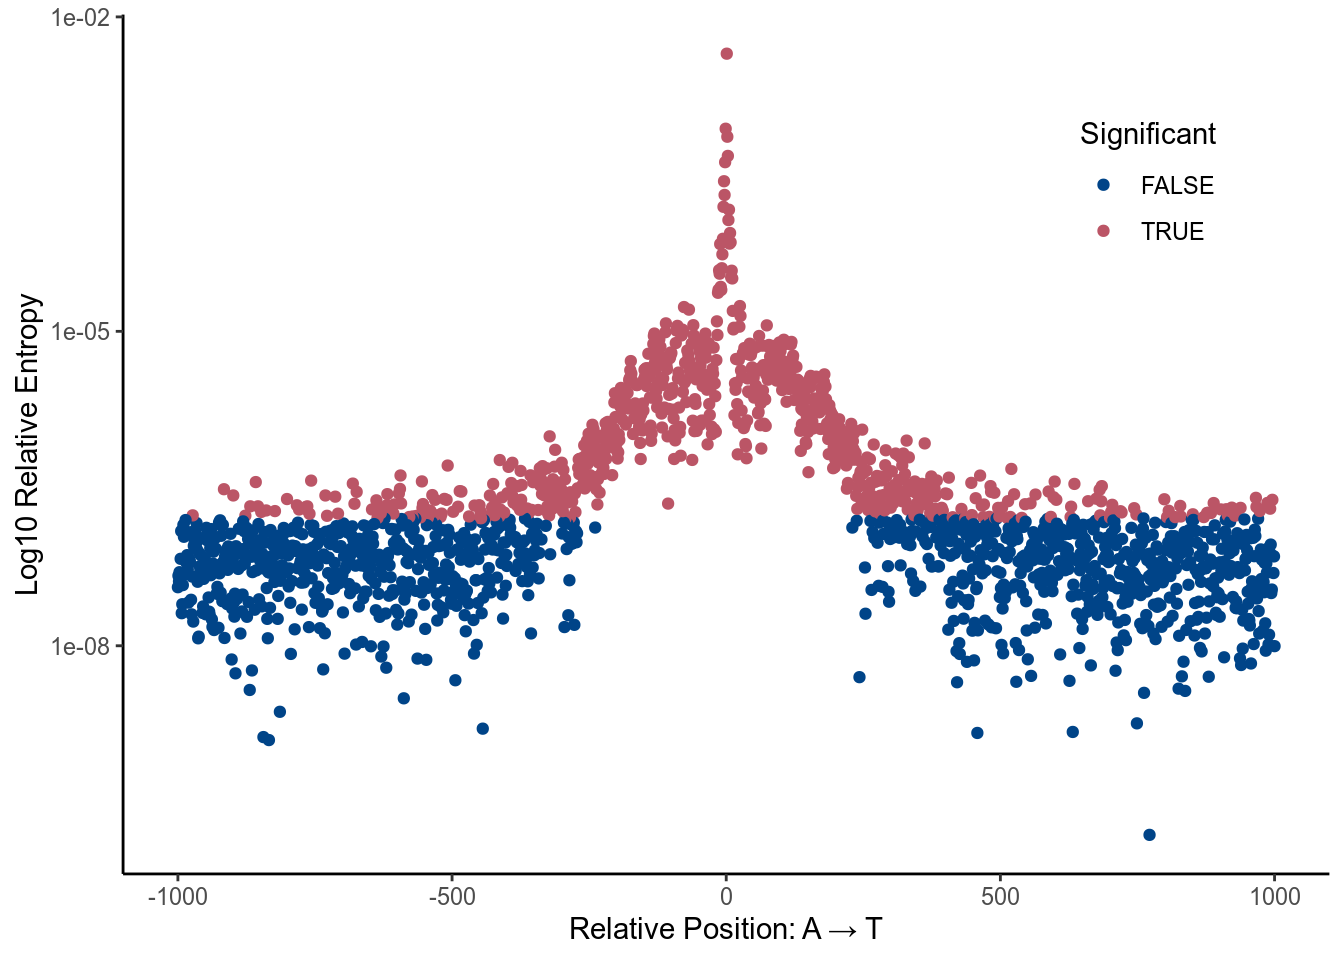 1e-02
1e-05
1e-08
Log10 Relative Entropy
Significant
FALSE
TRUE
-1000
-500
0
500
1000
Relative Position: A → T